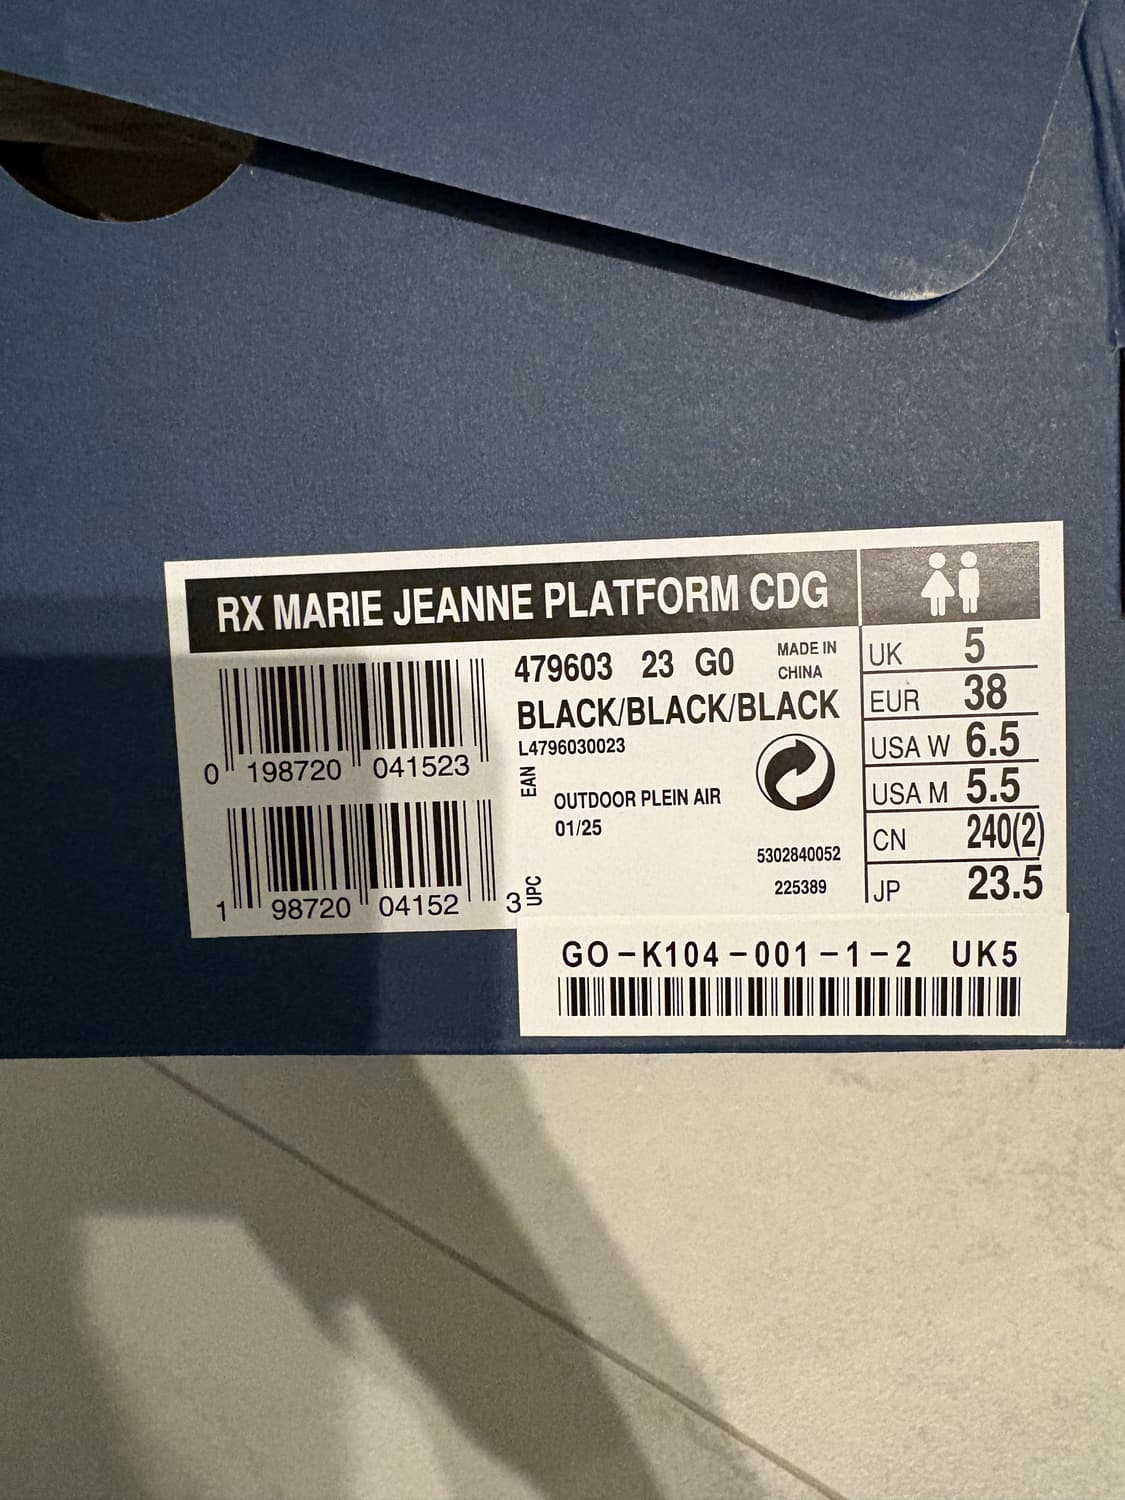 RX MARIE JEANNE PLATFORM CDG
0 198720 041523
EAN
1 98720 04152 3
UPC
479603 23 G0
MADE IN
CHINA
BLACK/BLACK/BLACK
L4796030023
OUTDOOR PLEIN AIR
01/25
5302840052
225389
UK 5
EUR 38
USA W 6.5
USA M 5.5
CN 240(2)
JP 23.5
GO-K104-001-1-2 UK5